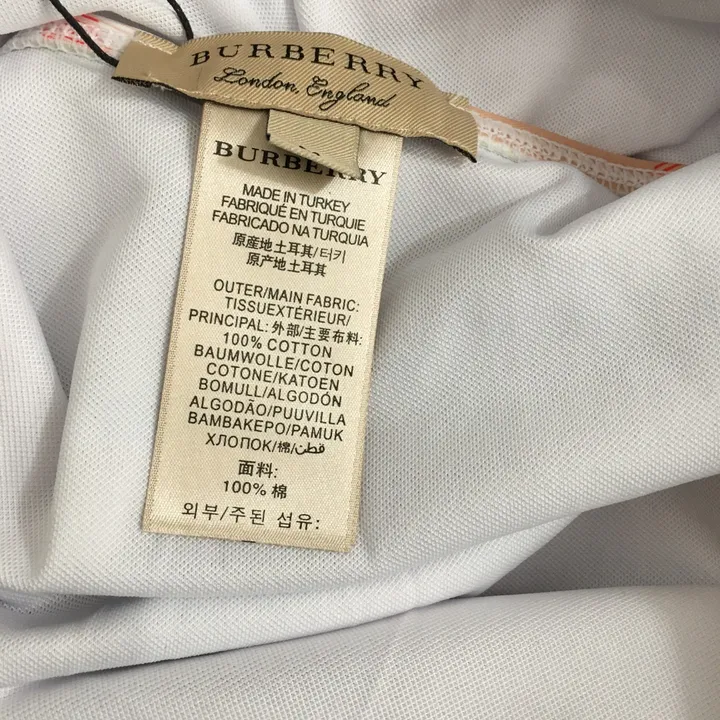 BURBERRY
London, England
BURBERRY
MADE IN TURKEY
FABRIQUÉ EN TURQUIE
FABRICADO NA TURQUIA
原産地土耳其/터키
原产地土耳其
OUTER/MAIN FABRIC:
TISSUEXTÉRIEUR/
PRINCIPAL:外部/主要布料:
100% COTTON
BAUMWOLLE/COTON
COTONE/KATOEN
BOMULL/ALGODÓN
ALGODÃO/PUUVILLA
BAMBAKEPO/PAMUK
ХЛОПОК/棉/قطن
面料:
100% 棉
외부/주된 섬유: